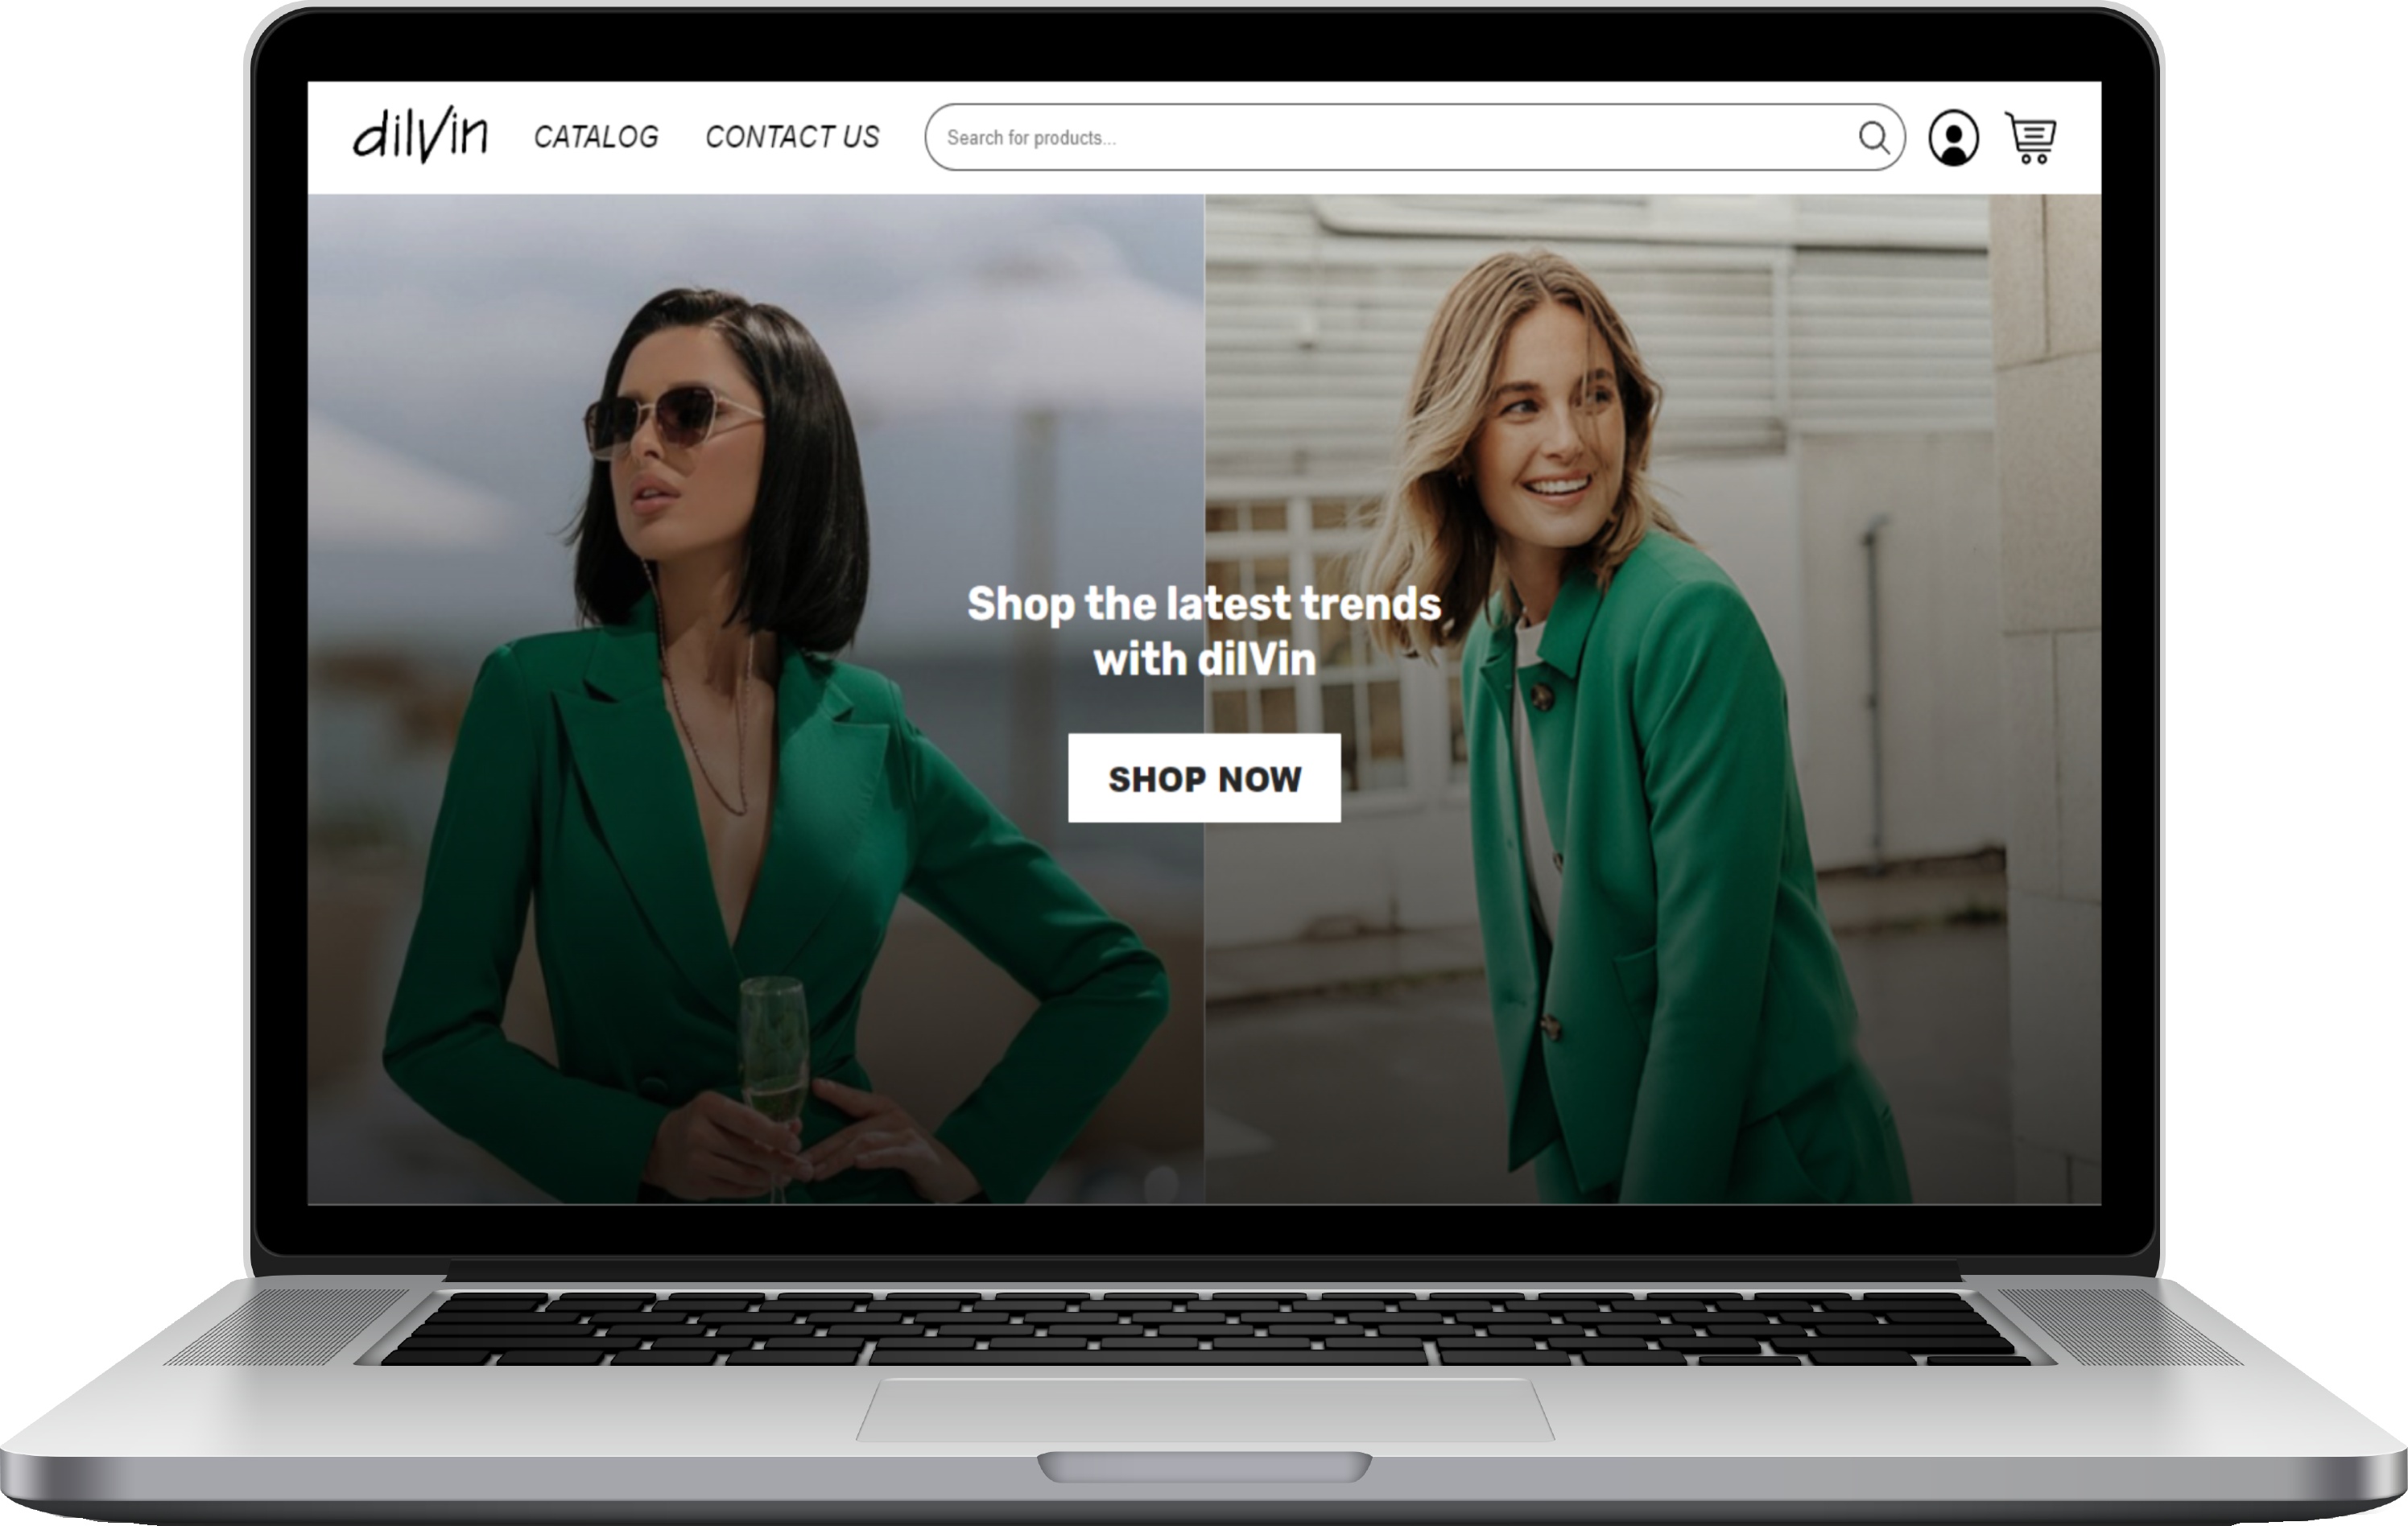 dilVin
CATALOG
CONTACT US
Search for products...
Shop the latest trends
with dilVin
SHOP NOW